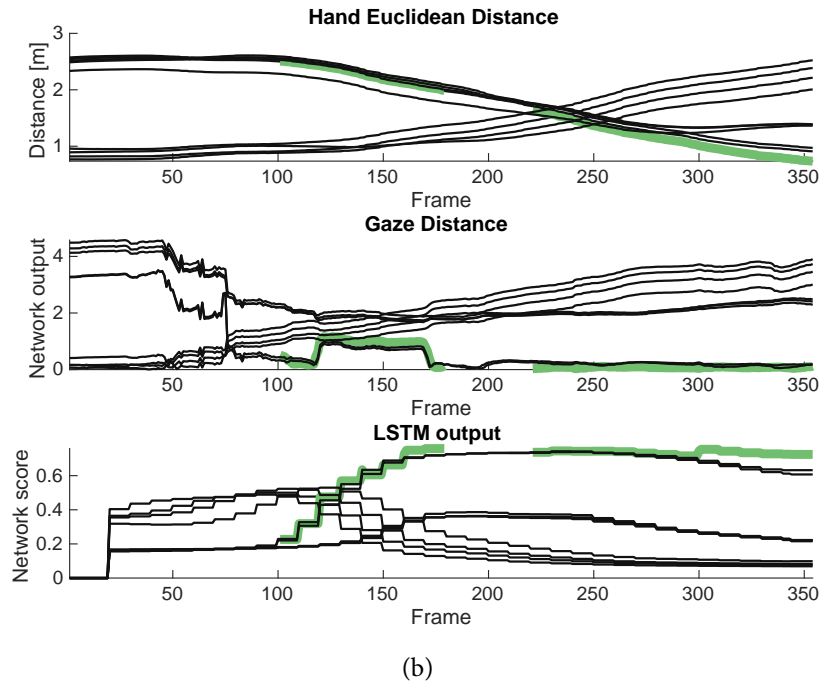 Hand Euclidean Distance
3
2
1
Distance [m]
50 100 150 200 250 300 350
Frame
Gaze Distance
4
2
0
Network output
50 100 150 200 250 300 350
Frame
LSTM output
0.6
0.4
0.2
0
Network score
50 100 150 200 250 300 350
Frame
(b)